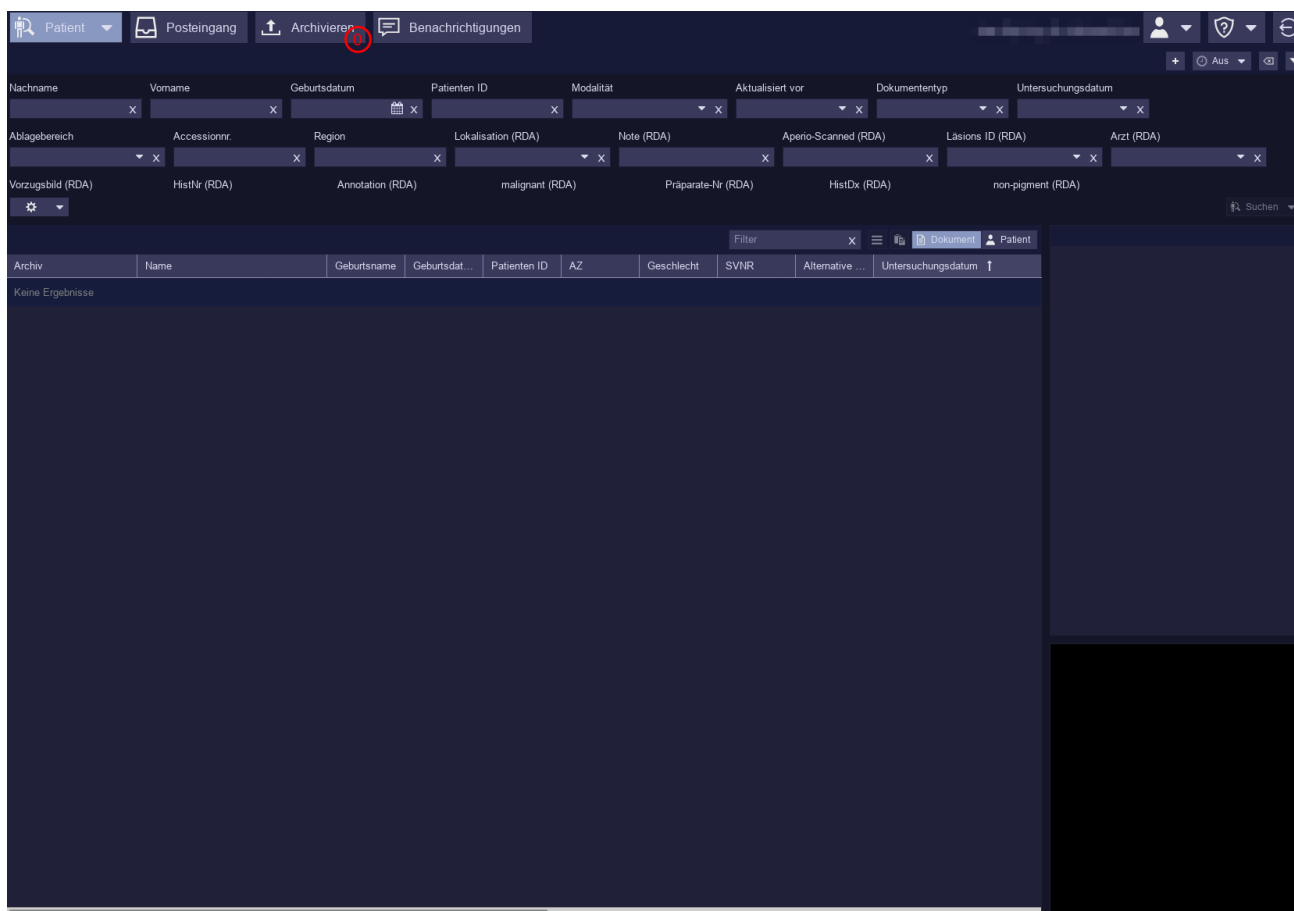 Patient Posteingang Archivieren 0 Benachrichtigungen
+ Aus
Nachname Vorname Geburtsdatum Patienten ID Modalität Aktualisiert vor Dokumententyp Untersuchungsdatum
x x x x x x x x
Ablagebereich Accessionnr. Region Lokalisation (RDA) Note (RDA) Aperio-Scanned (RDA) Läsions ID (RDA) Arzt (RDA)
x x x x x x x x
Vorzugsbild (RDA) HistNr (RDA) Annotation (RDA) malignant (RDA) Präparate-Nr (RDA) HistDx (RDA) non-pigment (RDA)
Suchen
Filter x Dokument Patient
Archiv Name Geburtsname Geburtsdat... Patienten ID AZ Geschlecht SVNR Alternative ... Untersuchungsdatum
Keine Ergebnisse